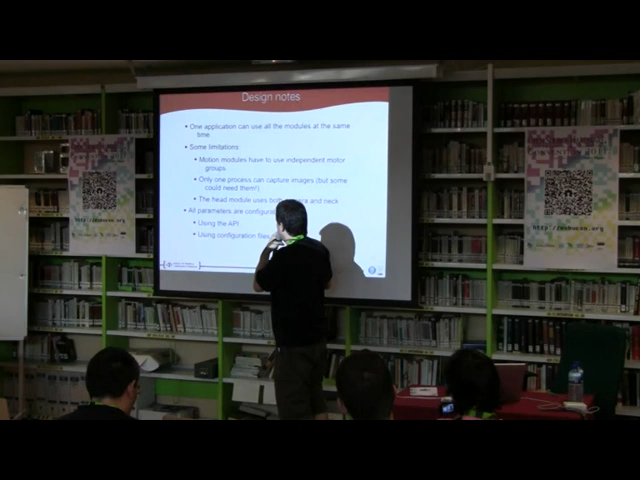 Design notes
One application can use all the modules at the same
time
Some limitations:
Motion modules have to use independent motor
groups
Only one process can capture images (but some
could need them!)
The head module uses both and neck
All parameters are
Using the API
Using configuration files